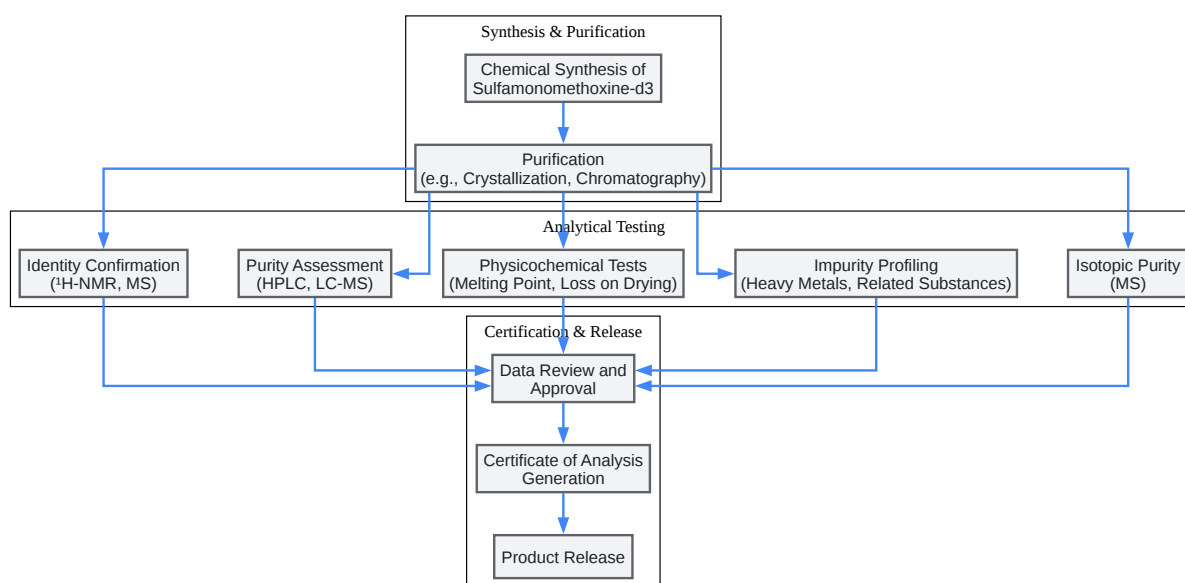 Synthesis & Purification
Chemical Synthesis of
Sulfamonomethoxine-d3
Purification
(e.g., Crystallization, Chromatography)
Analytical Testing
Identity Confirmation
(¹H-NMR, MS)
Purity Assessment
(HPLC, LC-MS)
Physicochemical Tests
(Melting Point, Loss on Drying)
Impurity Profiling
(Heavy Metals, Related Substances)
Isotopic Purity
(MS)
Certification & Release
Data Review and
Approval
Certificate of Analysis
Generation
Product Release